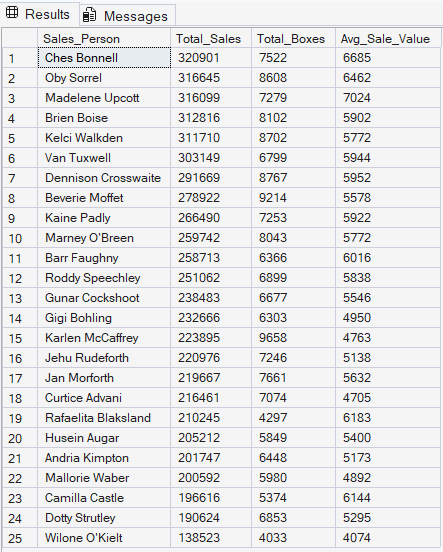 Results Messages
Sales_Person Total_Sales Total_Boxes Avg_Sale_Value
1 Ches Bonnell 320901 7522 6685
2 Oby Sorrel 316645 8608 6462
3 Madelene Upcott 316099 7279 7024
4 Brien Boise 312816 8102 5902
5 Kelci Walkden 311710 8702 5772
6 Van Tuxwell 303149 6799 5944
7 Dennison Crosswaite 291669 8767 5952
8 Beverie Moffet 278922 9214 5578
9 Kaine Padly 266490 7253 5922
10 Marney O'Breen 259742 8043 5772
11 Barr Faughny 258713 6366 6016
12 Roddy Speechley 251062 6899 5838
13 Gunar Cockshoot 238483 6677 5546
14 Gigi Bohling 232666 6303 4950
15 Karlen McCaffrey 223895 9658 4763
16 Jehu Rudeforth 220976 7246 5138
17 Jan Morforth 219667 7661 5632
18 Curtice Advani 216461 7074 4705
19 Rafaelita Blaksland 210245 4297 6183
20 Husein Augar 205212 5849 5400
21 Andria Kimpton 201747 6448 5173
22 Mallorie Waber 200592 5980 4892
23 Camilla Castle 196616 5374 6144
24 Dotty Strutley 190624 6853 5295
25 Wilone O'Kielt 138523 4033 4074